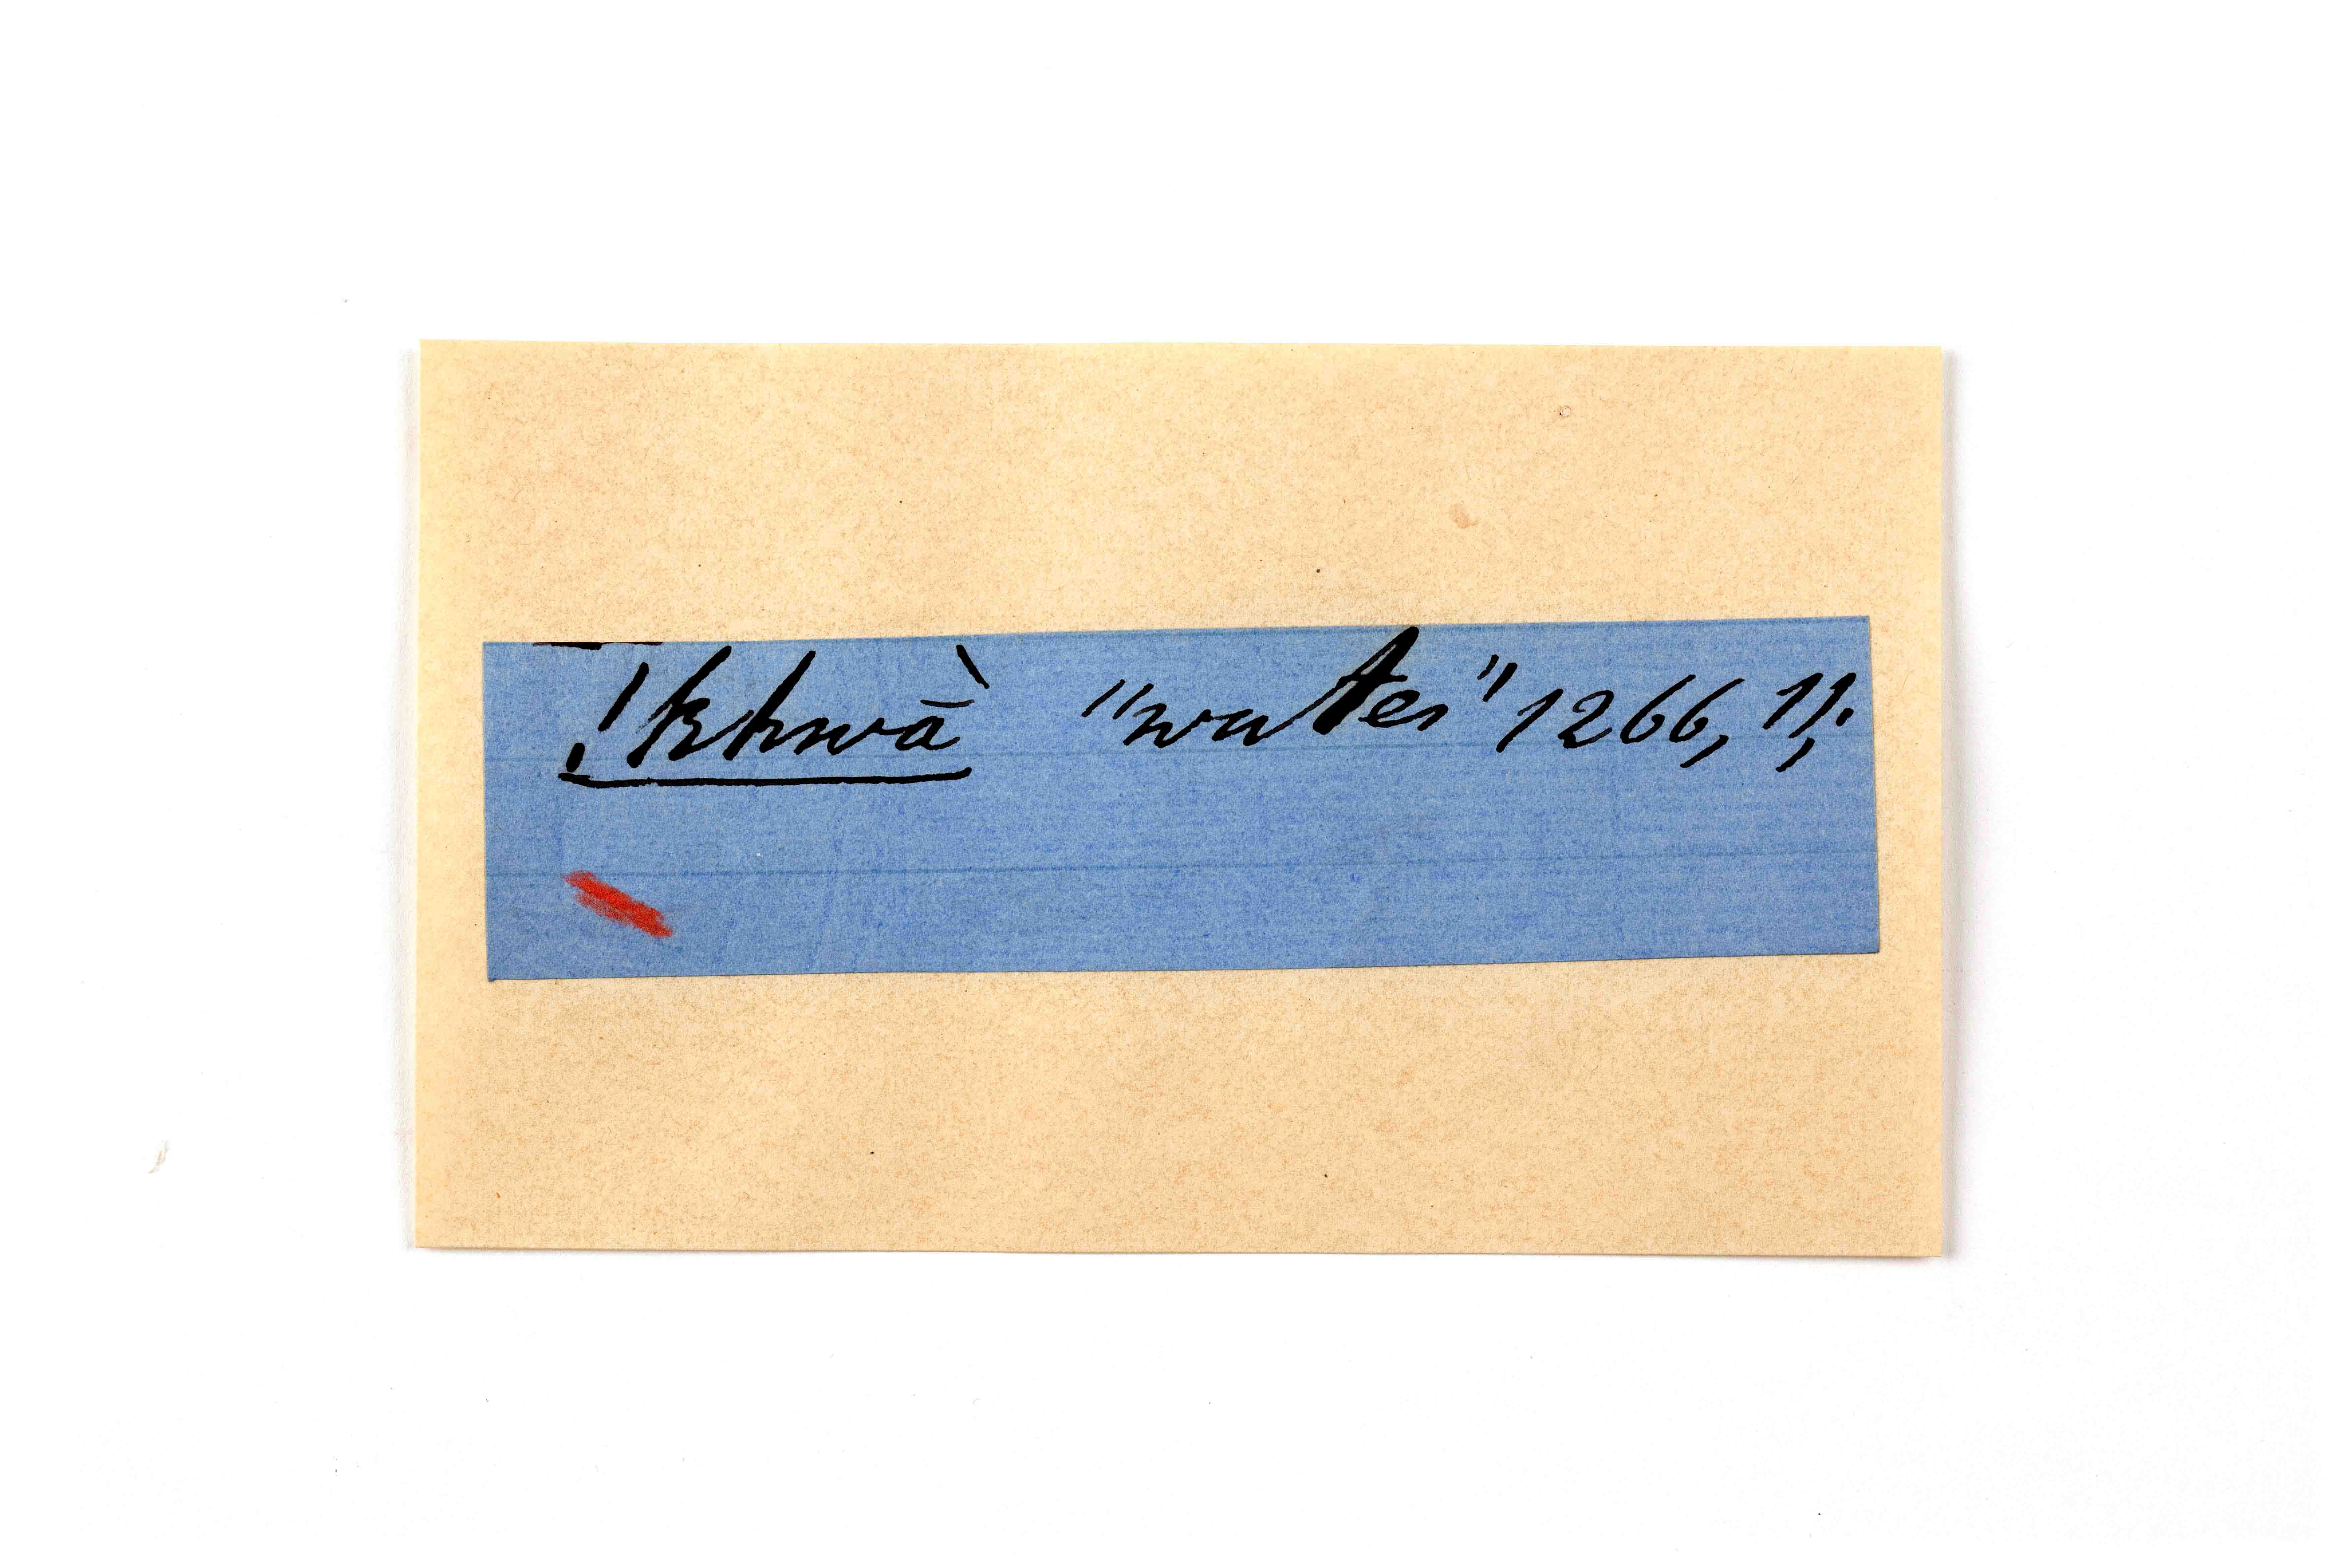 !khwā̀ "water" 1266, 11,.